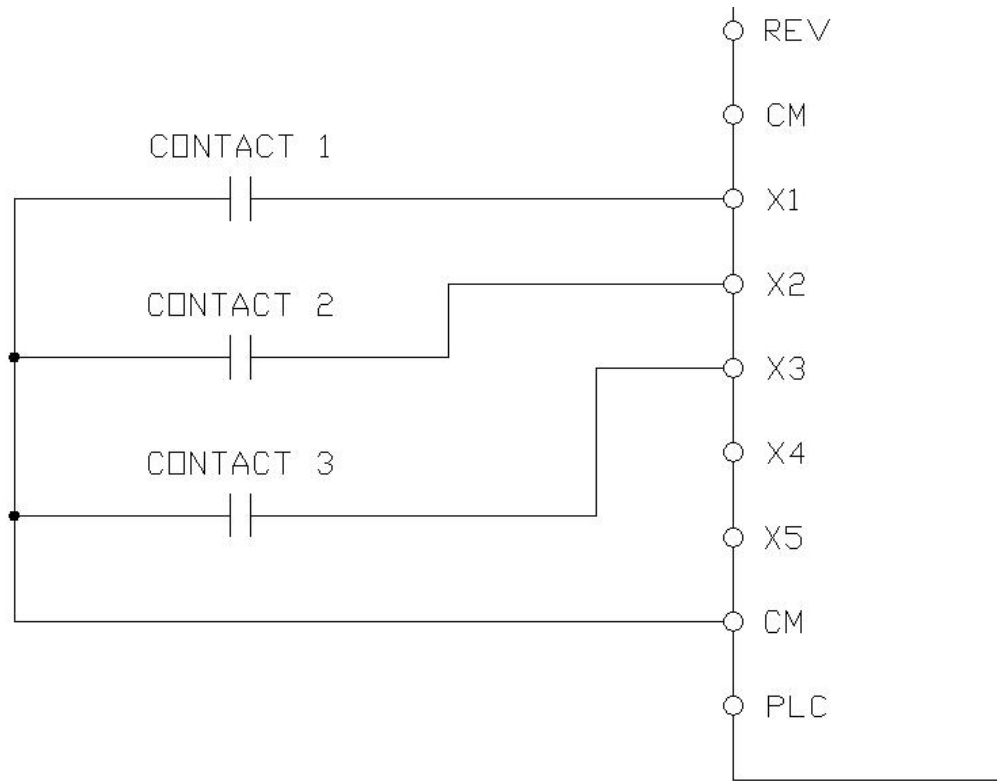 REV
CM
CONTACT 1
X1
X2
CONTACT 2
X3
X4
CONTACT 3
X5
CM
PLC